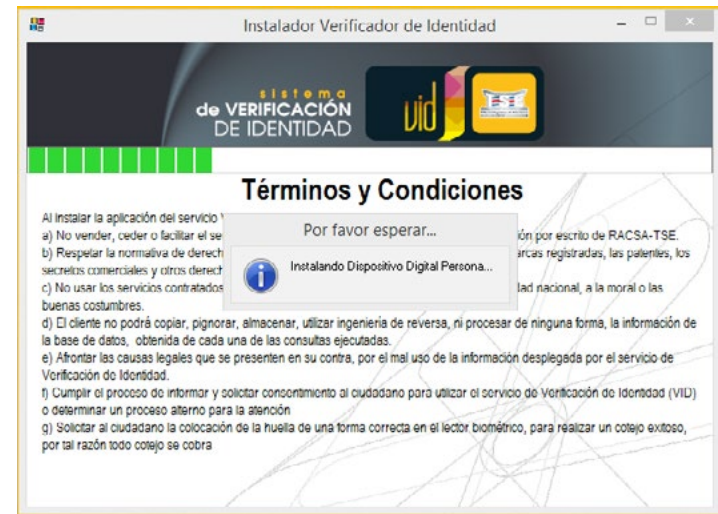 Instalador Verificador de Identidad
sistema
de VERIFICACIÓN
DE IDENTIDAD
vid
Términos y Condiciones
Al instalar la aplicación del servicio
a) No vender, ceder o facilitar el se
ón por escrito de RACSA-TSE.
b) Respetar la normativa de derech
arcas registradas, las patentes, los
secretos comerciales y otros derech
c) No usar los servicios contratados
dad nacional, a la moral o las
buenas costumbres.
d) El cliente no podrá copiar, pignorar, almacenar, utilizar ingeniería de reversa, ni procesar de ninguna forma, la información de
la base de datos, obtenida de cada una de las consultas ejecutadas.
e) Afrontar las causas legales que se presenten en su contra, por el mal uso de la información desplegada por el servicio de
Verificación de Identidad.
f) Cumplir el proceso de informar y solicitar consentimiento al ciudadano para utilizar el servicio de Verificación de Identidad (VID)
o determinar un proceso alterno para la atención
g) Solicitar al ciudadano la colocación de la huella de una forma correcta en el lector biométrico, para realizar un cotejo exitoso,
por tal razón todo cotejo se cobra
Por favor esperar...
Instalando Dispositivo Digital Persona...